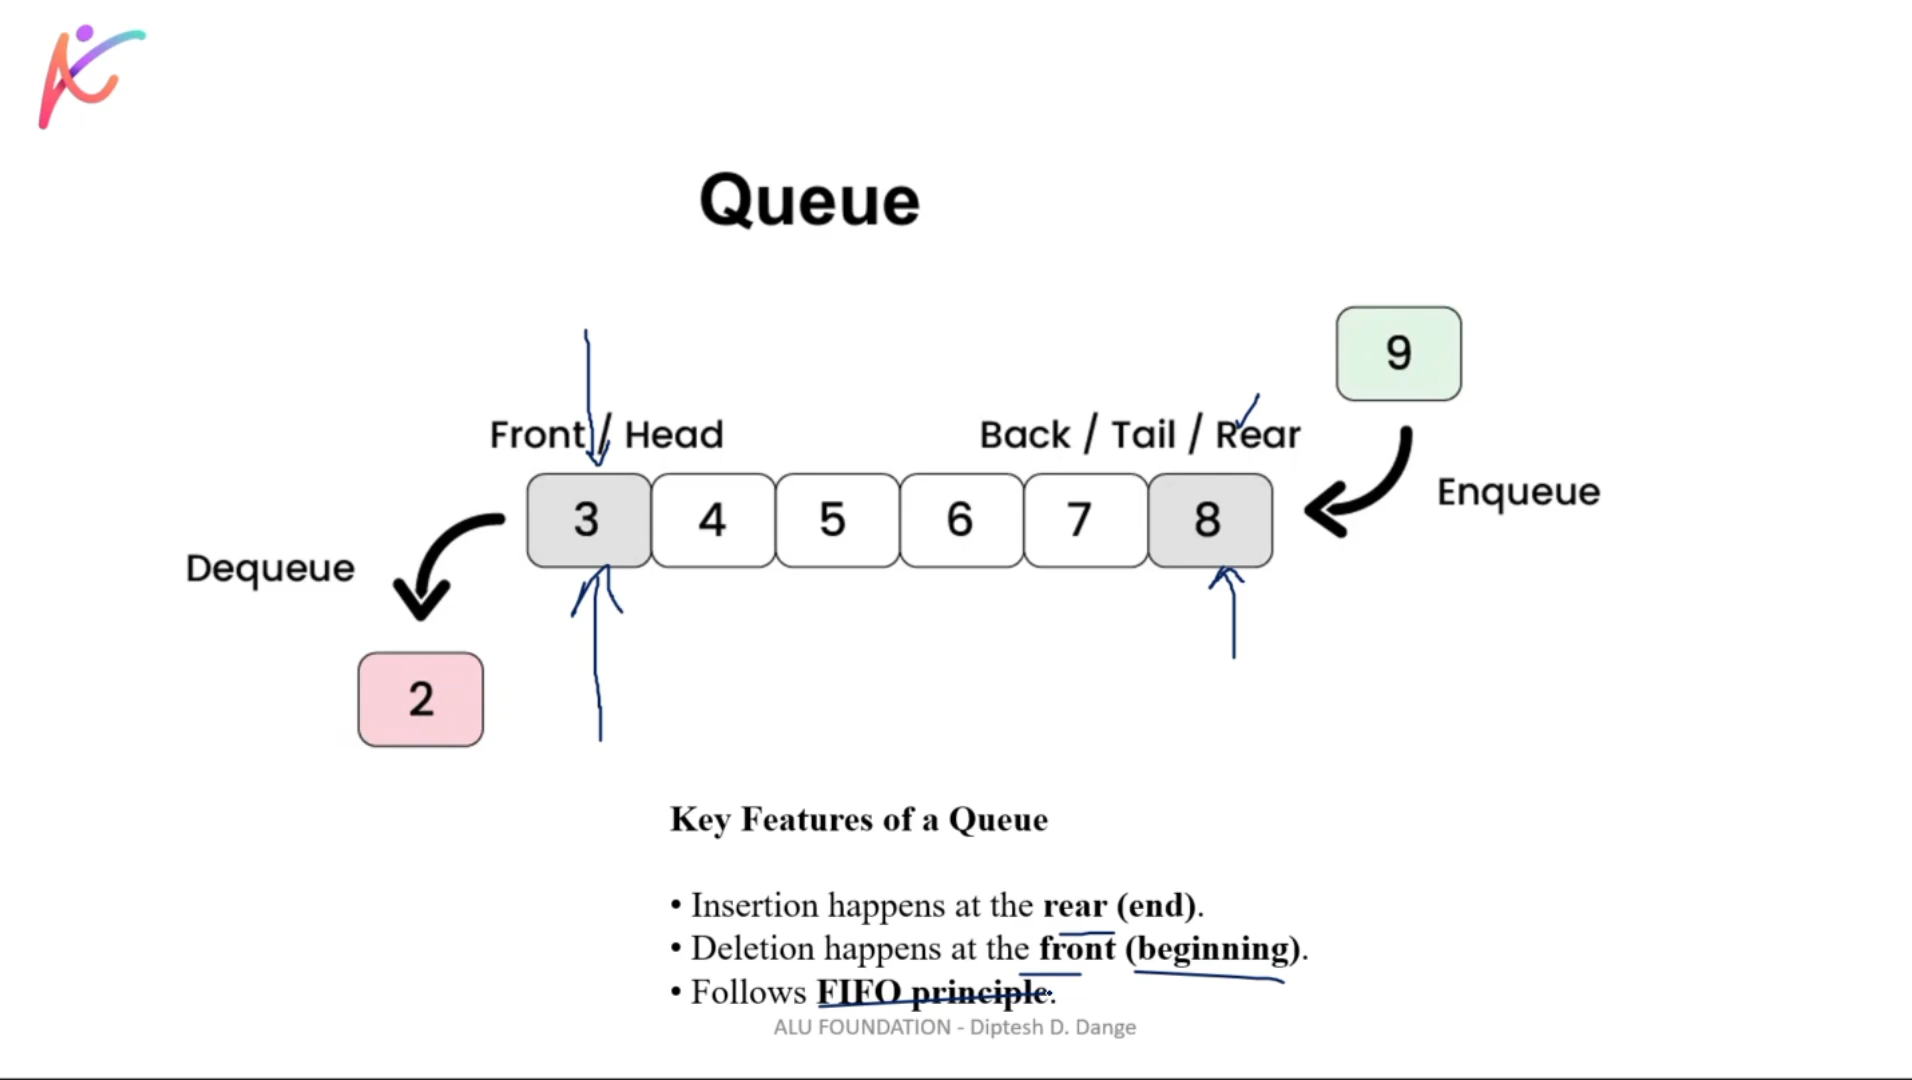 Queue
9
Front / Head
Back / Tail / Rear
Enqueue
3 4 5 6 7 8
Dequeue
2
Key Features of a Queue
• Insertion happens at the rear (end).
• Deletion happens at the front (beginning).
• Follows FIFO principle.
ALU FOUNDATION - Diptesh D. Dange